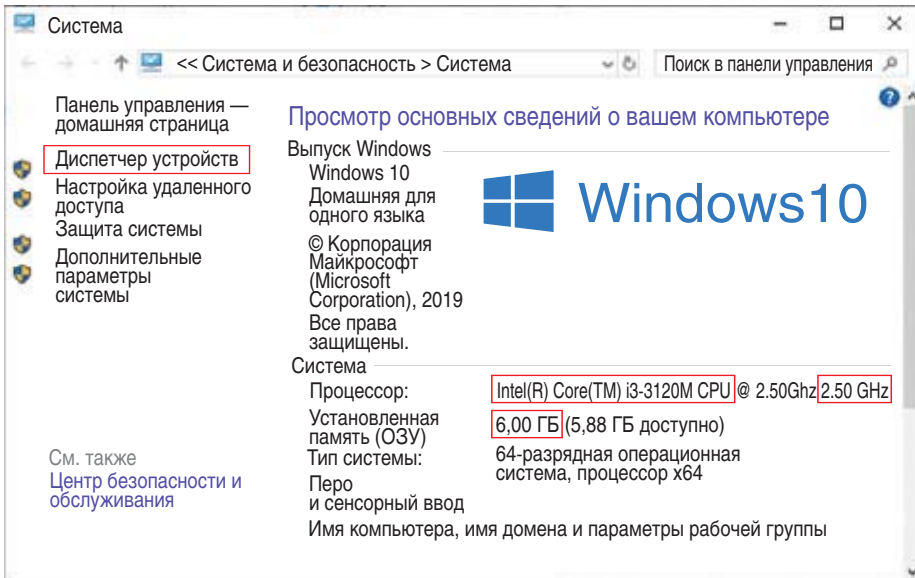 Система
<< Система и безопасность > Система
Поиск в панели управления
Панель управления —
домашняя страница
Диспетчер устройств
Настройка удаленного
доступа
Защита системы
Дополнительные
параметры
системы
См. также
Центр безопасности и
обслуживания
Просмотр основных сведений о вашем компьютере
Выпуск Windows
Windows 10
Домашняя для
одного языка
© Корпорация
Майкрософт
(Microsoft
Corporation), 2019
Все права
защищены.
Windows10
Система
Процессор: Intel(R) Core(TM) i3-3120M CPU @ 2.50Ghz 2.50 GHz
Установленная
память (ОЗУ) 6,00 ГБ (5,88 ГБ доступно)
Тип системы: 64-разрядная операционная
система, процессор x64
Перо
и сенсорный ввод
Имя компьютера, имя домена и параметры рабочей группы